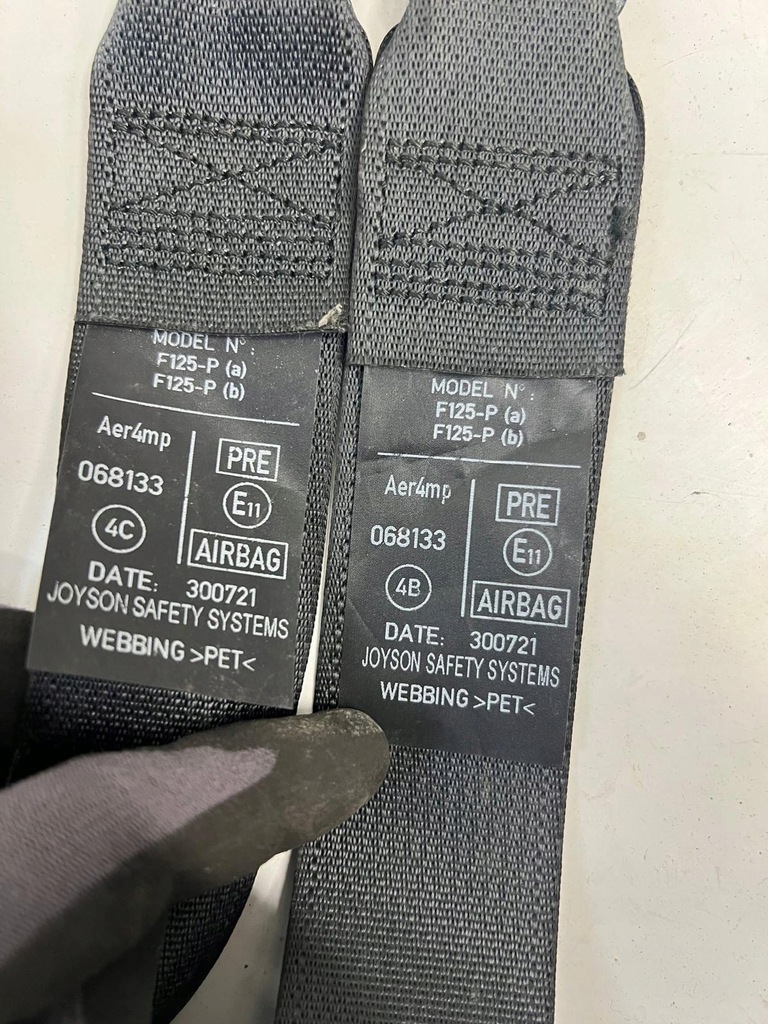 MODEL N°:
F125-P (a)
F125-P (b)
Aer4mp
068133
4C
PRE
E11
AIRBAG
DATE: 300721
JOYSON SAFETY SYSTEMS
WEBBING >PET<
MODEL N°:
F125-P (a)
F125-P (b)
Aer4mp
068133
4B
PRE
E11
AIRBAG
DATE: 300721
JOYSON SAFETY SYSTEMS
WEBBING >PET<